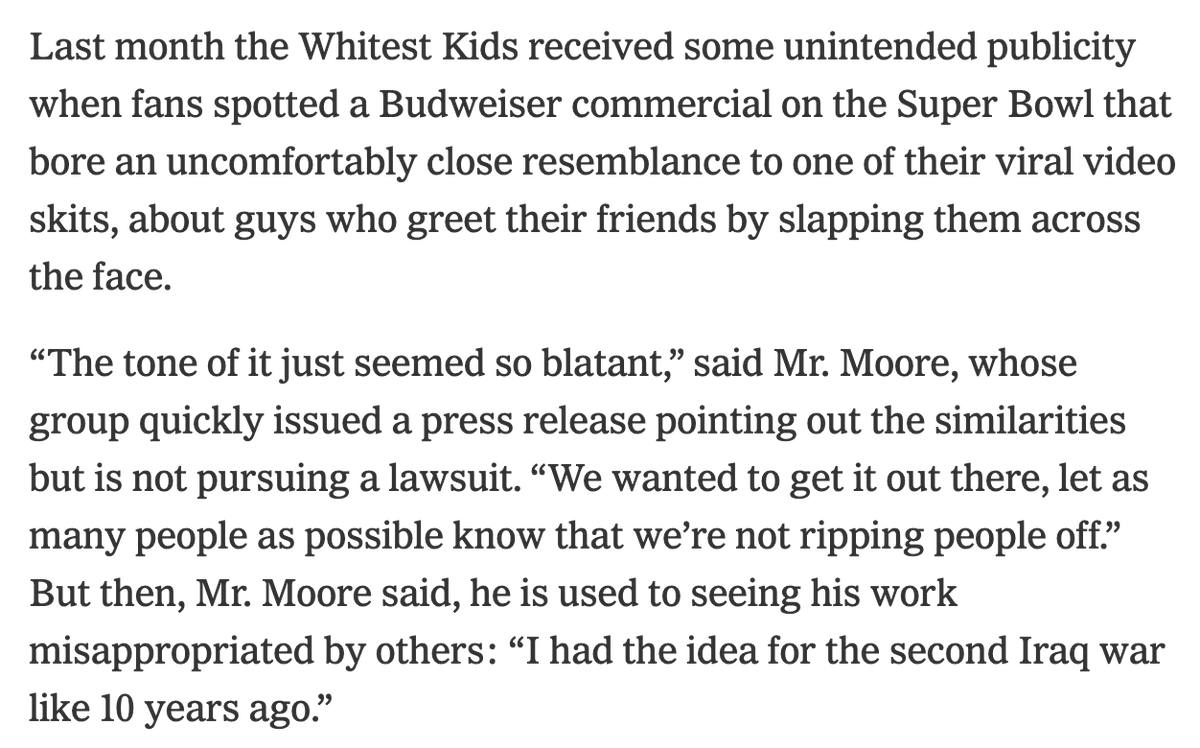 Last month the Whitest Kids received some unintended publicity
when fans spotted a Budweiser commercial on the Super Bowl that
bore an uncomfortably close resemblance to one of their viral video
skits, about guys who greet their friends by slapping them across
the face.
“The tone of it just seemed so blatant,” said Mr. Moore, whose
group quickly issued a press release pointing out the similarities
but is not pursuing a lawsuit. “We wanted to get it out there, let as
many people as possible know that we’re not ripping people off.”
But then, Mr. Moore said, he is used to seeing his work
misappropriated by others: “I had the idea for the second Iraq war
like 10 years ago.”